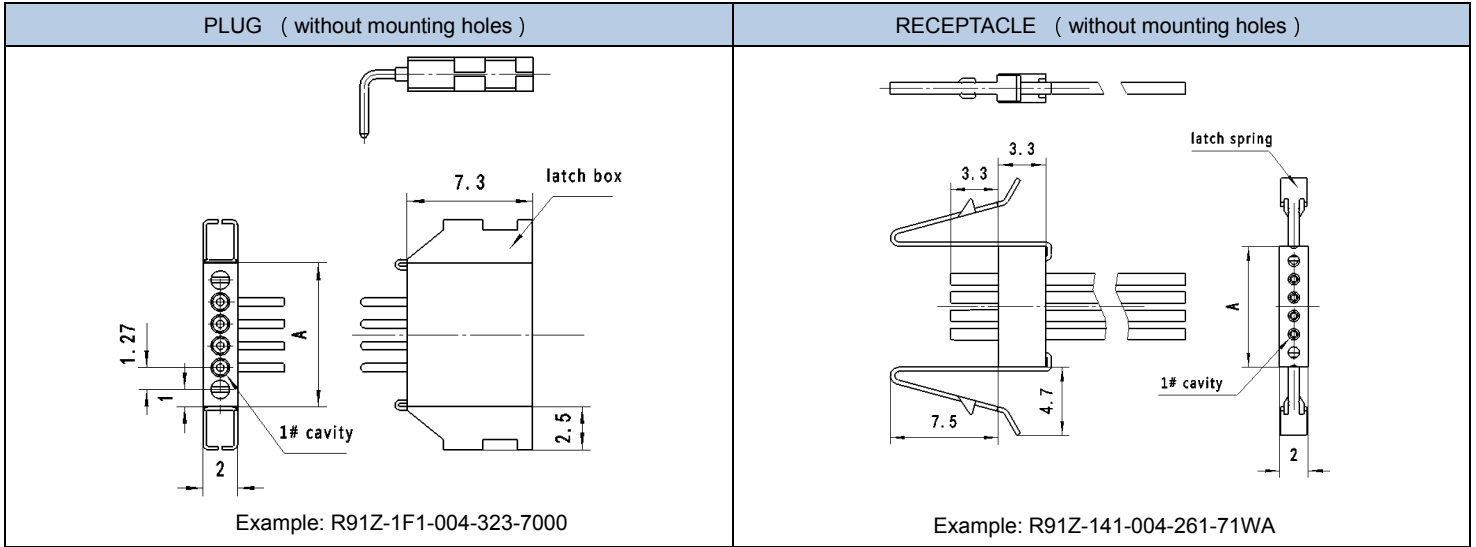 PLUG （without mounting holes）
RECEPTACLE （without mounting holes）
7.3
latch box
1.27
1
A
1# cavity
2
2.5
Example: R91Z-1F1-004-323-7000
3.3
3.3
latch spring
A
1# cavity
7.5
4.7
2
Example: R91Z-141-004-261-71WA